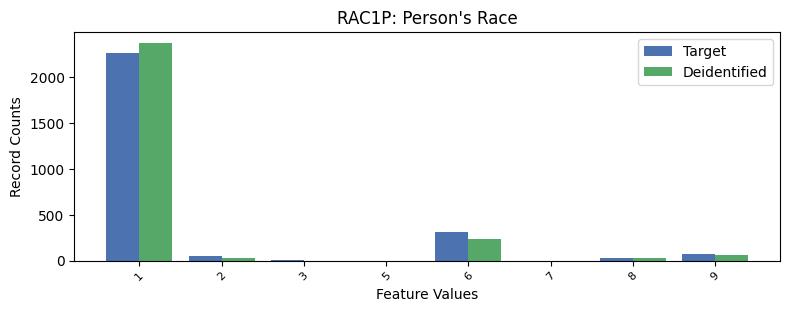 RAC1P: Person's Race
Target
Deidentified
Record Counts
2000
1500
1000
500
0
1 2 3 5 6 7 8 9
Feature Values